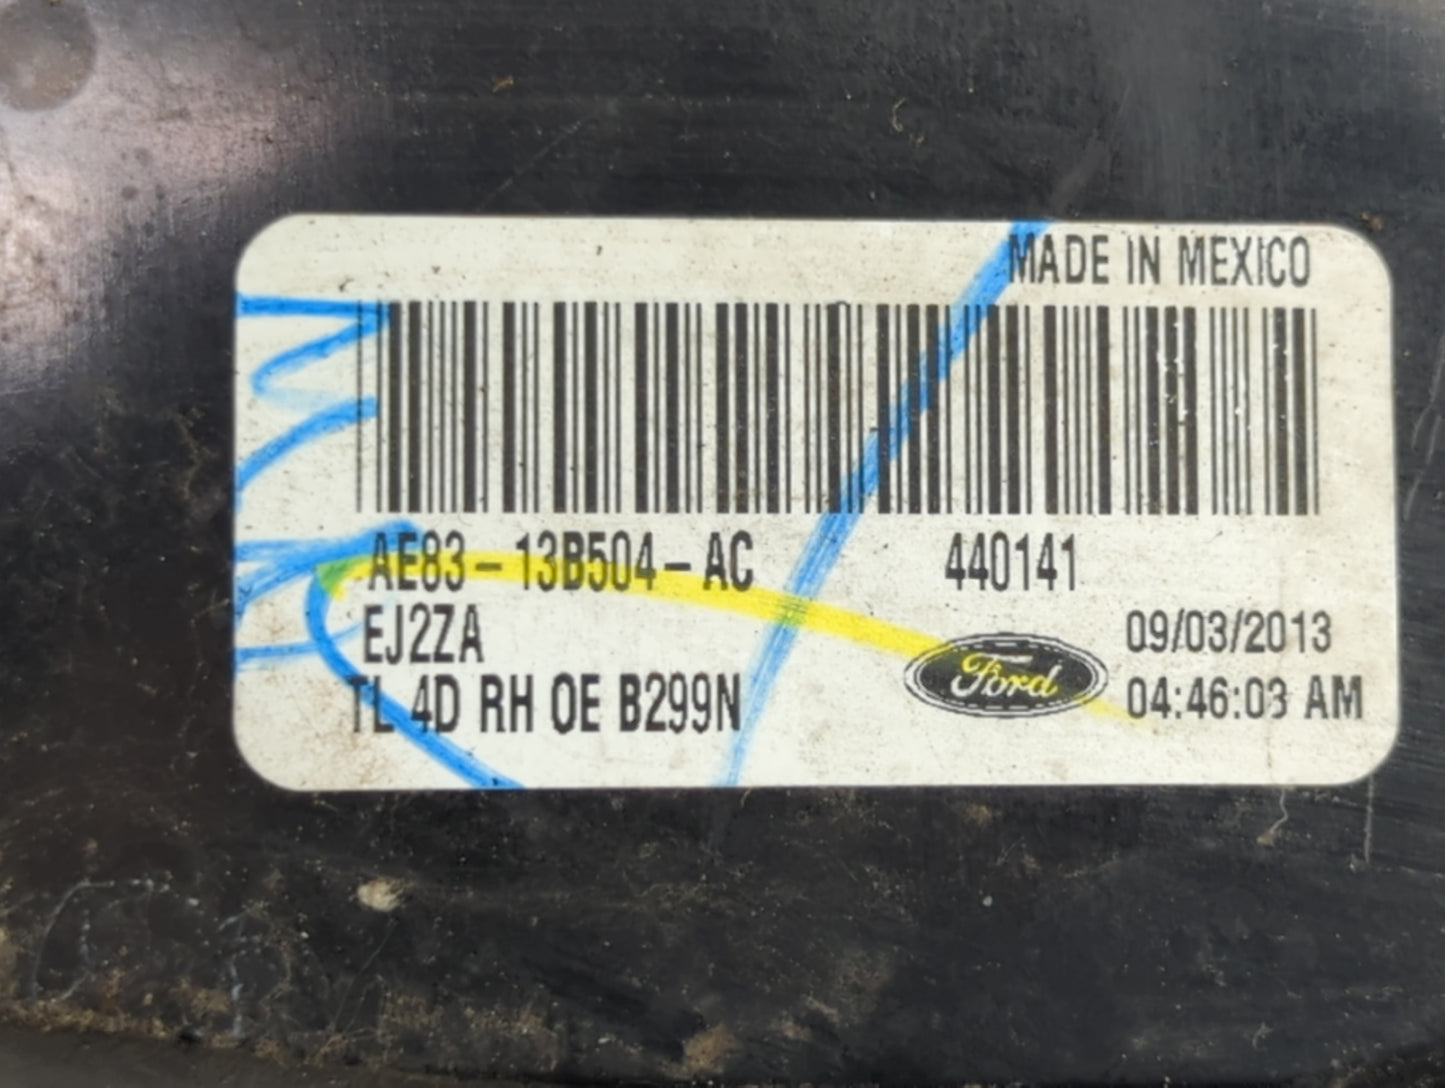 MADE IN MEXICO
AE83-13B504-AC 440141
EJ2ZA 09/03/2013
TL 4D RH OE B299N Ford 04:46:03 AM